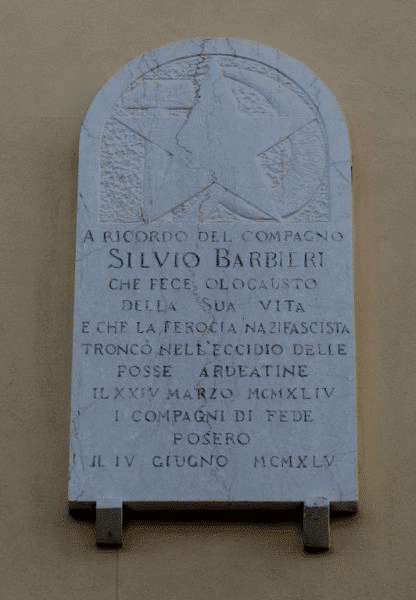 A RICORDO DEL COMPAGNO
SILVIO BARBIERI
CHE FECE OLOCAUSTO
DELLA SUA VITA
E CHE LA FEROCIA NAZIFASCISTA
TRONCÒ NELL'ECCIDIO DELLE
FOSSE ARDEATINE
IL XXIV MARZO MCMXLIV
I COMPAGNI DI FEDE
POSERO
IL IV GIUGNO MCMXLV